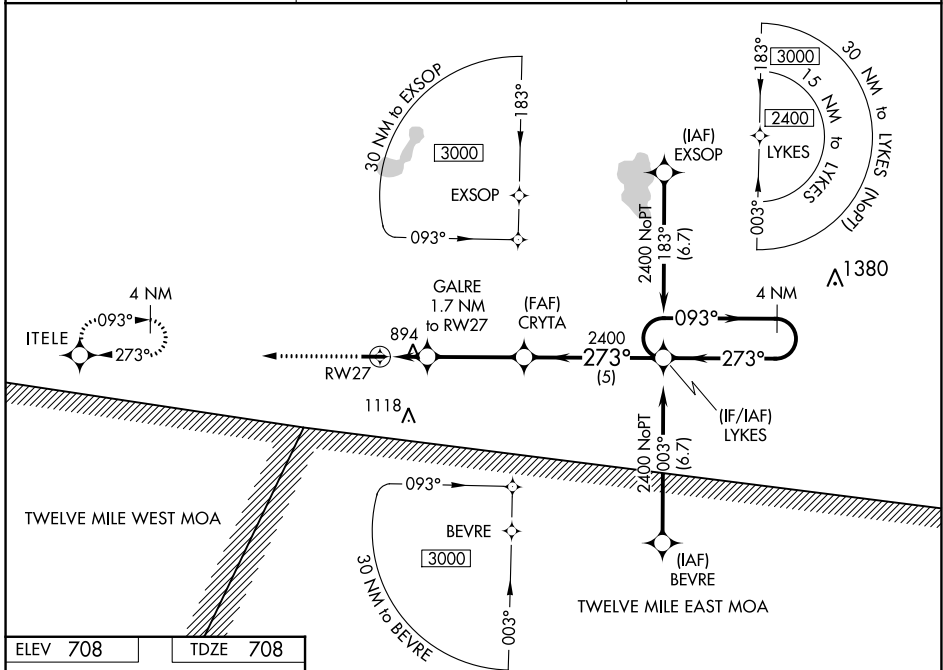 30 NM to EXSOP
183°
3000
EXSOP
093°
183°
3000
30 NM to LYKES (NoPT)
15 NM to LYKES
2400
LYKES
003°
(IAF)
EXSOP
2400 NoPT
183°
(6.7)
1380
4 NM
093°
273°
ITELE
GALRE
1.7 NM
to RW27
(FAF)
CRYTA
894
RW27
2400
273°
(5)
093°
4 NM
273°
(IF/IAF)
LYKES
1118
2400 NoPT
003°
(6.7)
TWELVE MILE WEST MOA
093°
BEVRE
3000
30 NM to BEVRE
003°
(IAF)
BEVRE
TWELVE MILE EAST MOA
ELEV 708
TDZE 708